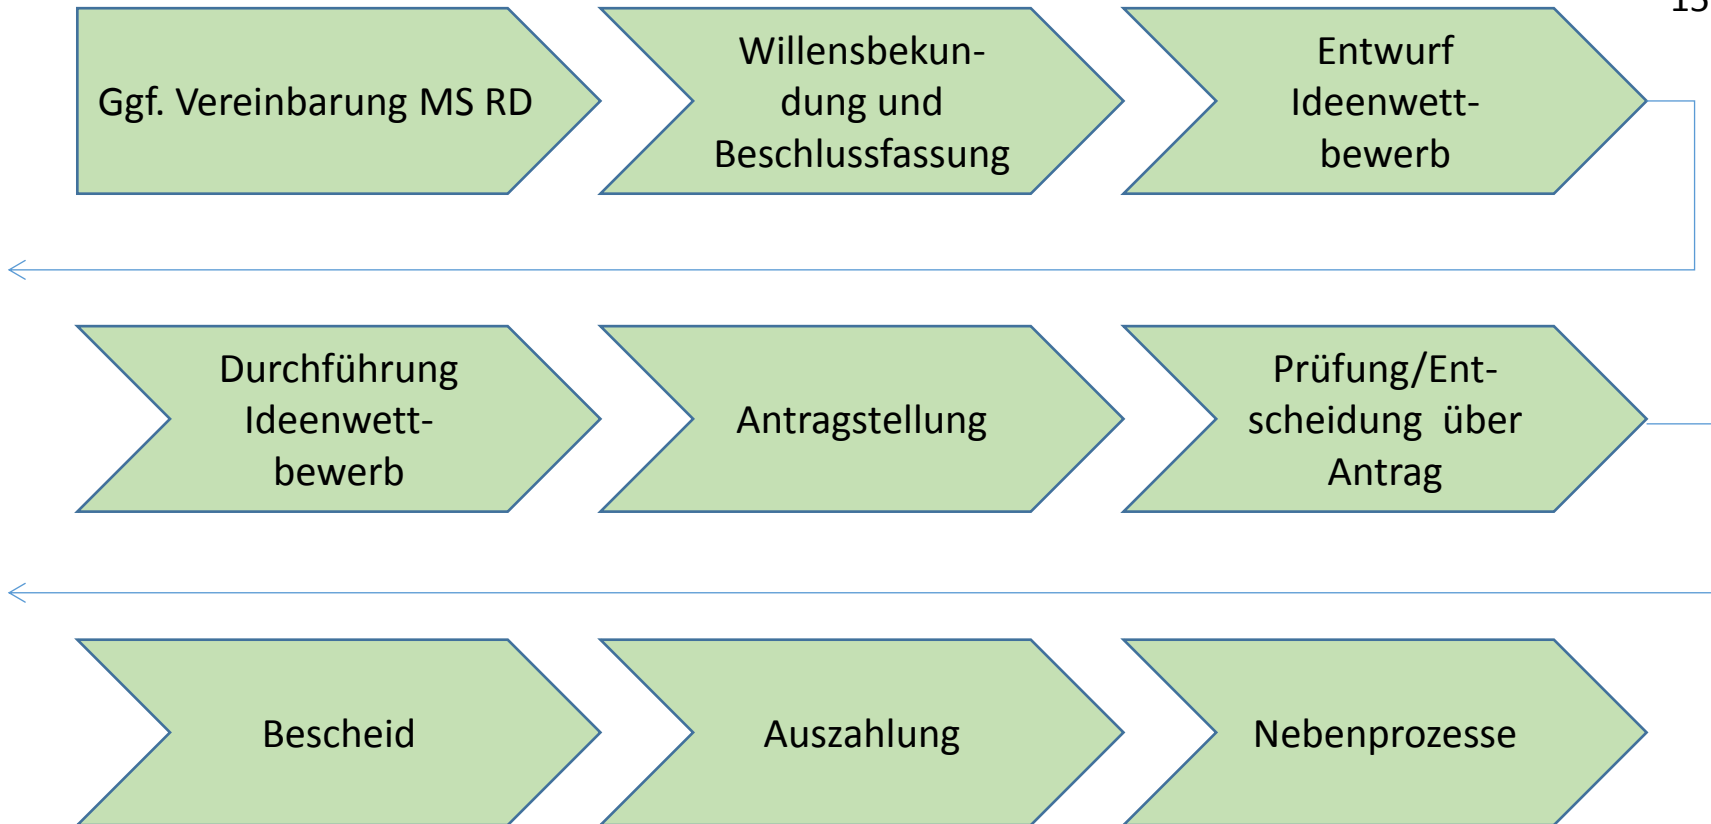 15
Ggf. Vereinbarung MS RD
Willensbekun-
dung und
Beschlussfassung
Entwurf
Ideenwett-
bewerb
Durchführung
Ideenwett-
bewerb
Antragstellung
Prüfung/Ent-
scheidung über
Antrag
Bescheid
Auszahlung
Nebenprozesse